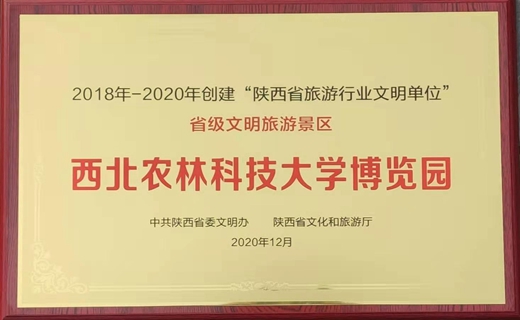 2018年-2020年创建“陕西省旅游行业文明单位”
省级文明旅游景区
西北农林科技大学博览园
中共陕西省委文明办 陕西省文化和旅游厅
2020年12月